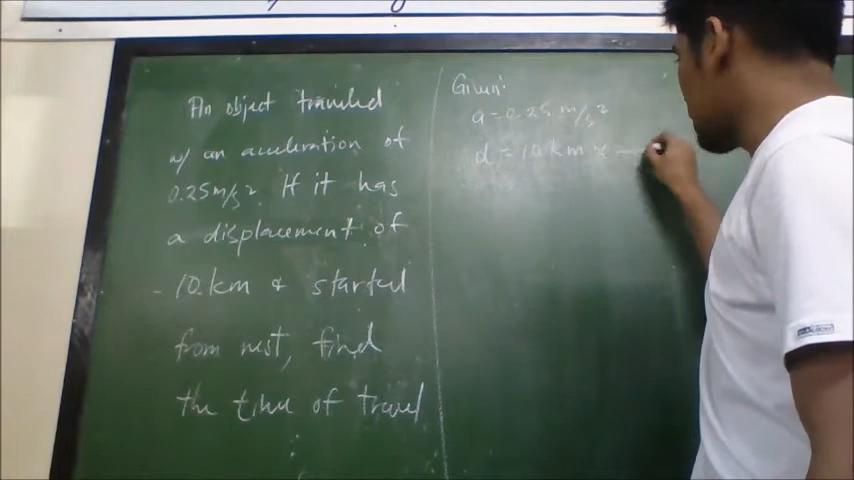 An object traveled
w/ an acceleration of
0.25 m/s². If it has
a displacement of
10 km & started
from rest, find
the time of travel
Given:
a = 0.25 m/s²
d = 10 km x —